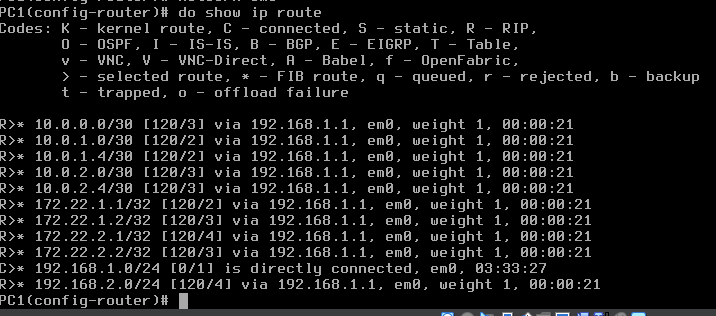 PC1(config-router)# do show ip route
Codes: K - kernel route, C - connected, S - static, R - RIP,
O - OSPF, I - IS-IS, B - BGP, E - EIGRP, T - Table,
v - VNC, V - VNC-Direct, A - Babel, f - OpenFabric,
> - selected route, * - FIB route, q - queued, r - rejected, b - backup
t - trapped, o - offload failure
R>* 10.0.0.0/30 [120/3] via 192.168.1.1, em0, weight 1, 00:00:21
R>* 10.0.1.0/30 [120/2] via 192.168.1.1, em0, weight 1, 00:00:21
R>* 10.0.1.4/30 [120/2] via 192.168.1.1, em0, weight 1, 00:00:21
R>* 10.0.2.0/30 [120/3] via 192.168.1.1, em0, weight 1, 00:00:21
R>* 10.0.2.4/30 [120/3] via 192.168.1.1, em0, weight 1, 00:00:21
R>* 172.22.1.1/32 [120/2] via 192.168.1.1, em0, weight 1, 00:00:21
R>* 172.22.1.2/32 [120/3] via 192.168.1.1, em0, weight 1, 00:00:21
R>* 172.22.2.1/32 [120/4] via 192.168.1.1, em0, weight 1, 00:00:21
R>* 172.22.2.2/32 [120/3] via 192.168.1.1, em0, weight 1, 00:00:21
C>* 192.168.1.0/24 [0/1] is directly connected, em0, 03:33:27
R>* 192.168.2.0/24 [120/4] via 192.168.1.1, em0, weight 1, 00:00:21
PC1(config-router)#